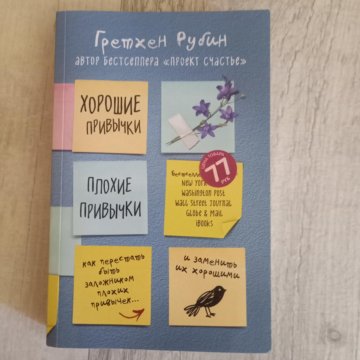 Гретхен Рубин
автор бестселлера «Проект счастье»
Хорошие
привычки
Плохие
привычки
Бестселлер
New York
Washington Post
Wall Street Journal
Globe & Mail
iBooks
77
руб
как перестать
быть
заложником
плохих
привычек...
и заменить
их хорошими